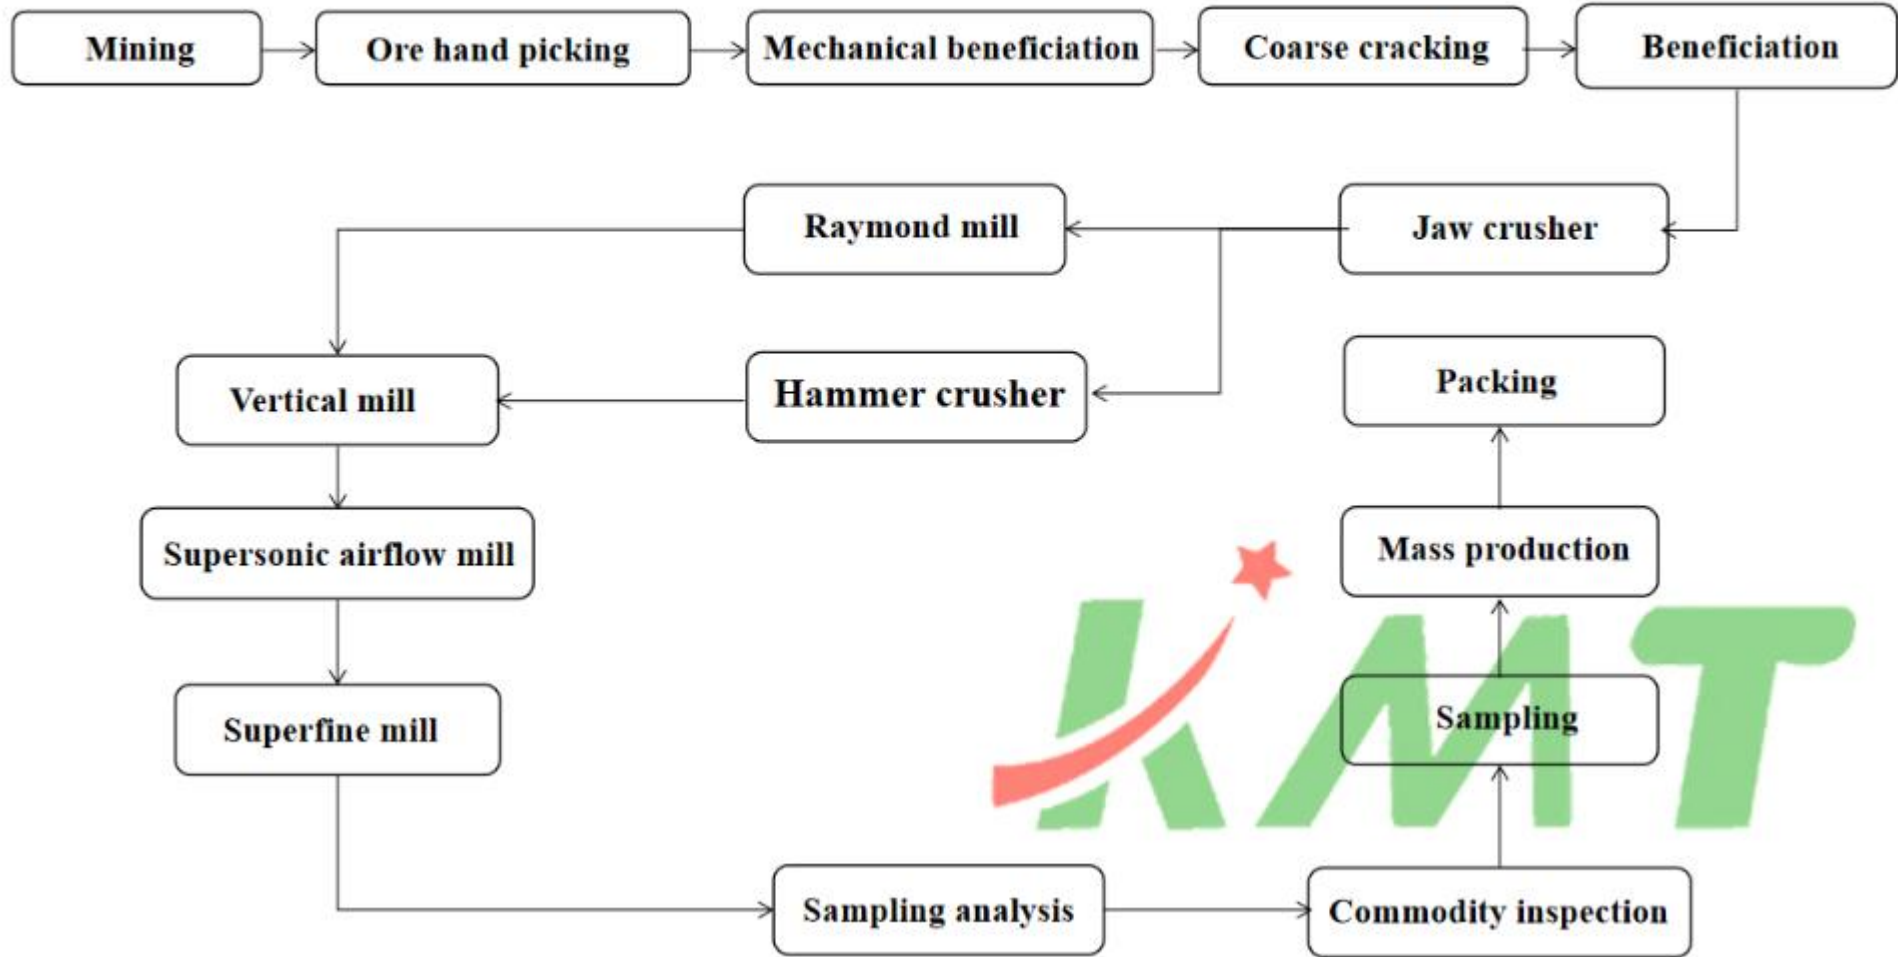 Mining
Ore hand picking
Mechanical beneficiation
Coarse cracking
Beneficiation
Jaw crusher
Raymond mill
Hammer crusher
Vertical mill
Supersonic airflow mill
Superfine mill
Sampling analysis
Commodity inspection
Sampling
Mass production
Packing
KMT